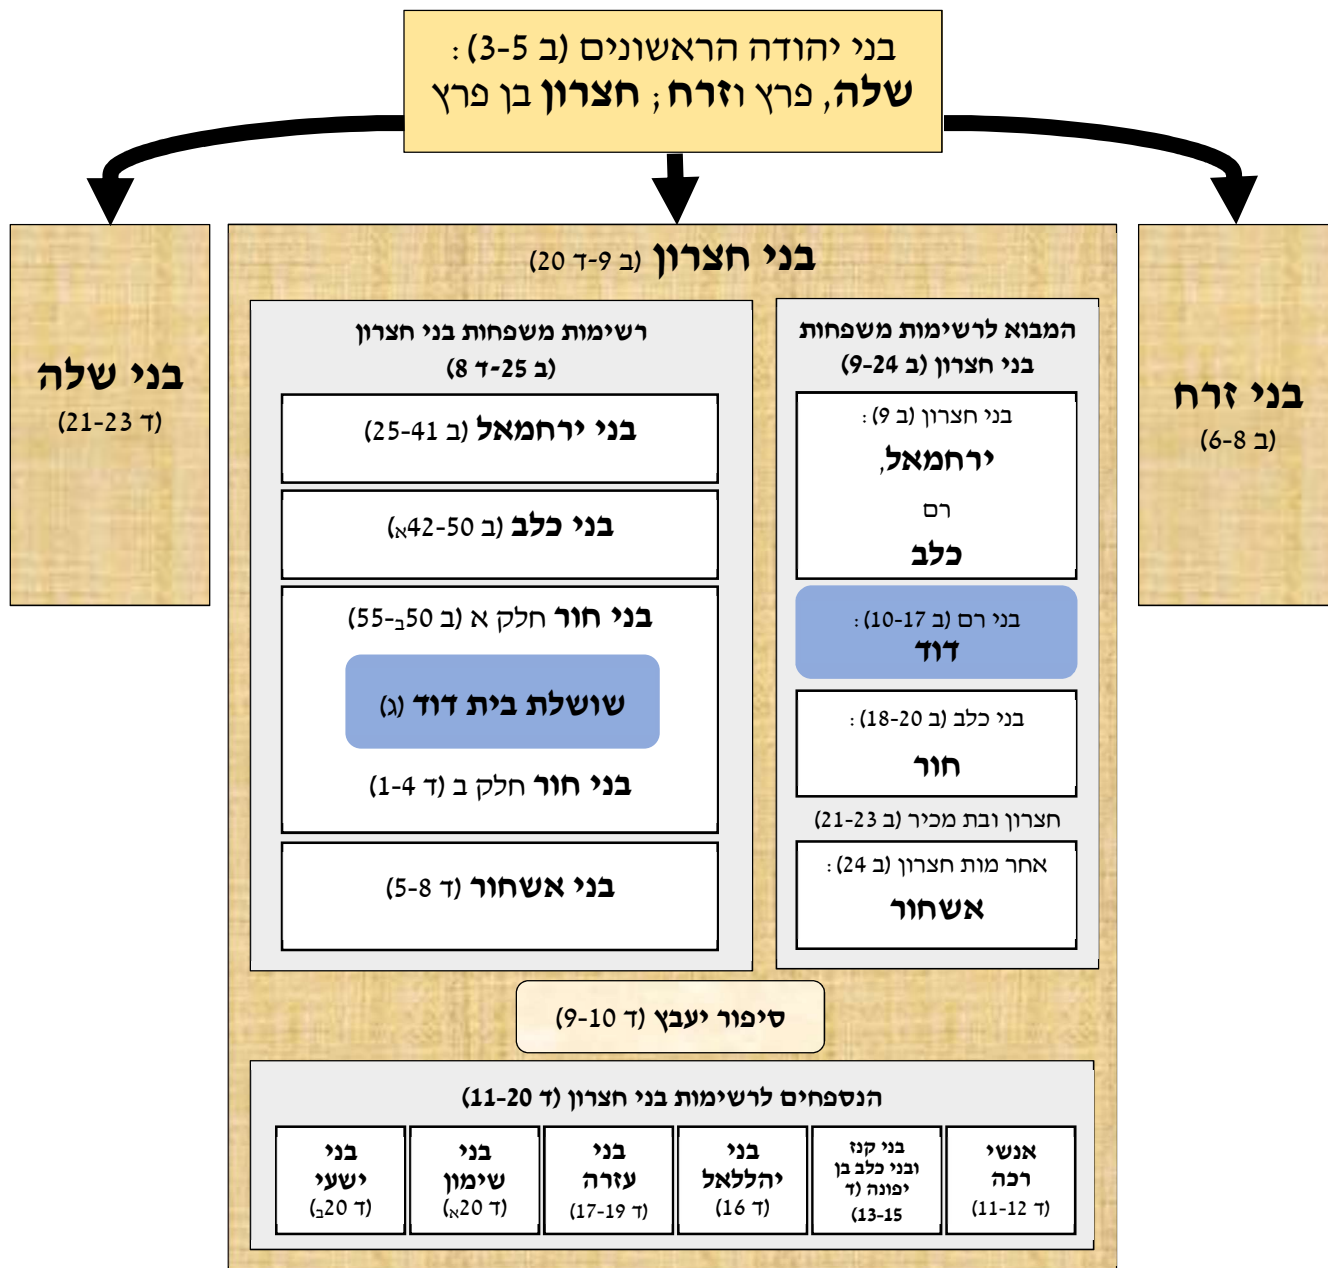 בני יהודה הראשונים (ב 3-5):
שלה, פרץ וזרח; חצרון בן פרץ
בני זרח
(ב 6-8)
בני חצרון (ב 9-ד 20)
המבוא לרשימות משפחות
בני חצרון (ב 9-24)
בני חצרון (ב 9):
ירחמאל,
רם
כלב
בני רם (ב 10-17):
דוד
בני כלב (ב 18-20):
חור
חצרון ובת מכיר (ב 21-23)
אחר מות חצרון (ב 24):
אשחור
רשימות משפחות בני חצרון
(ב 25-ד 8)
בני ירחמאל (ב 25-41)
בני כלב (ב 42-50א)
בני חור חלק א (ב 50ב-55)
שושלת בית דוד (ג)
בני חור חלק ב (ד 1-4)
בני אשחור (ד 5-8)
סיפור יעבץ (ד 9-10)
הנספחים לרשימות בני חצרון (ד 11-20)
אנשי
רכה
(ד 11-12)
בני קנז
ובני כלב בן
יפונה (ד
13-15)
בני
יהללאל
(ד 16)
בני
עזרה
(ד 17-19)
בני
שימון
(ד 20א)
בני
ישעי
(ד 20ב)
בני שלה
(ד 21-23)